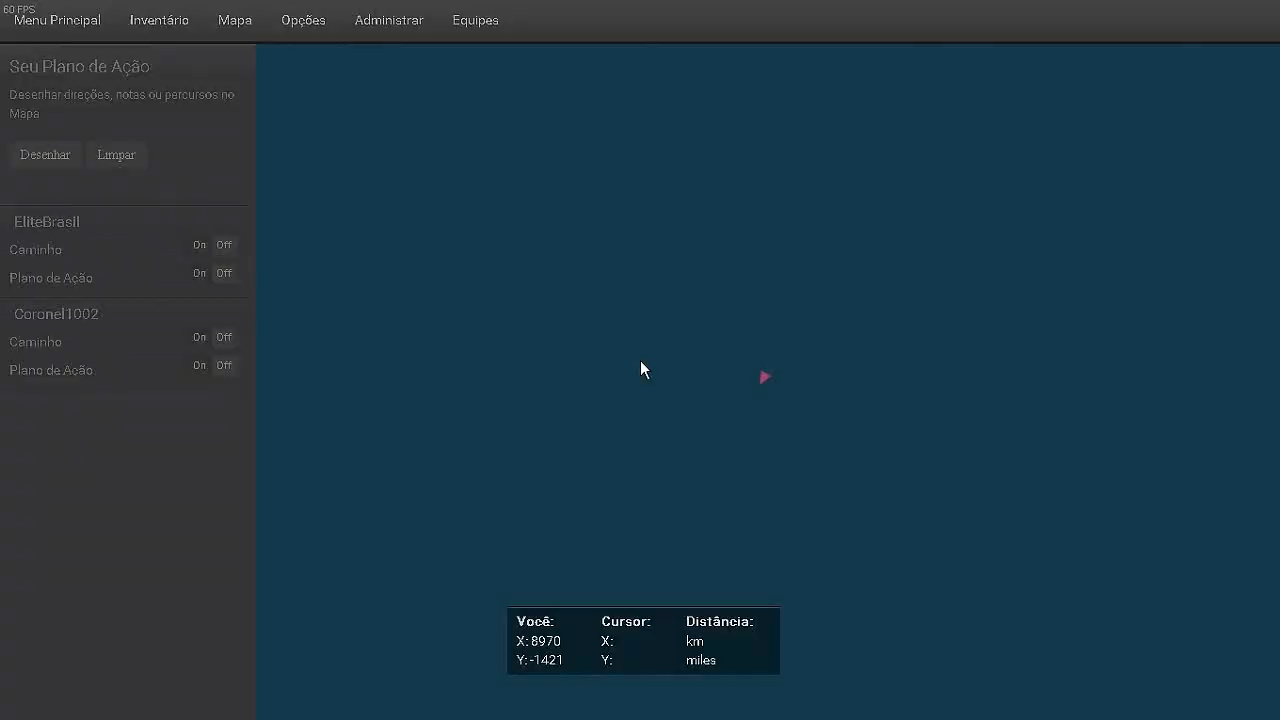 60 FPS
Menu Principal Inventário Mapa Opções Administrar Equipes
Seu Plano de Ação
Desenhar direções, notas ou percursos no
Mapa
Desenhar Limpar
EliteBrasil
Caminho On Off
Plano de Ação On Off
Coronel1002
Caminho On Off
Plano de Ação On Off
Você: Cursor: Distância:
X: 8970 X: km
Y: -1421 Y: miles